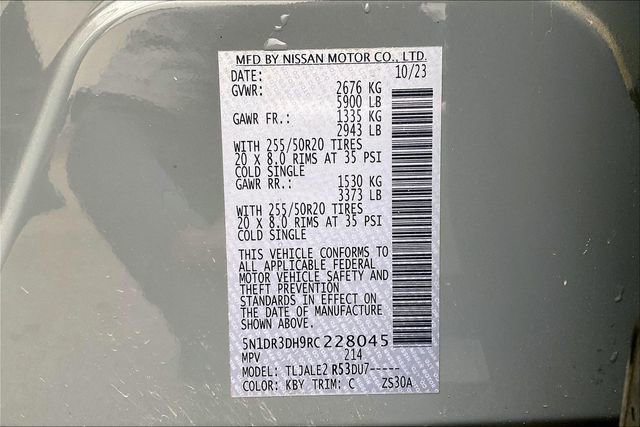 MFD BY NISSAN MOTOR CO., LTD.
DATE: 10/23
GVWR: 2676 KG
5900 LB
GAWR FR.: 1335 KG
2943 LB
WITH 255/50R20 TIRES
20 X 8.0 RIMS AT 35 PSI
COLD SINGLE
GAWR RR.: 1530 KG
3373 LB
WITH 255/50R20 TIRES
20 X 8.0 RIMS AT 35 PSI
COLD SINGLE
THIS VEHICLE CONFORMS TO
ALL APPLICABLE FEDERAL
MOTOR VEHICLE SAFETY AND
THEFT PREVENTION
STANDARDS IN EFFECT ON
THE DATE OF MANUFACTURE
SHOWN ABOVE.
5N1DR3DH9RC228045
MPV 214
MODEL: TLJALE2 R53DU7-----
COLOR: KBY TRIM: C ZS30A